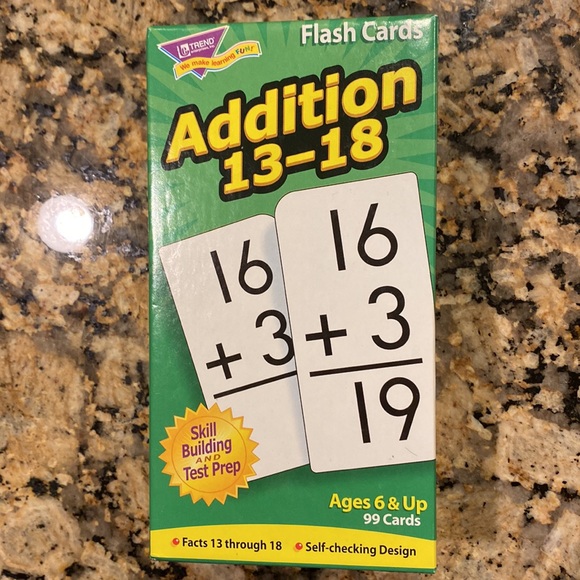 Flash Cards
TREND
We make learning FUN!
Addition
13–18
16
+ 3
16
+ 3
19
Skill
Building
AND
Test Prep
Ages 6 & Up
99 Cards
Facts 13 through 18
Self-checking Design